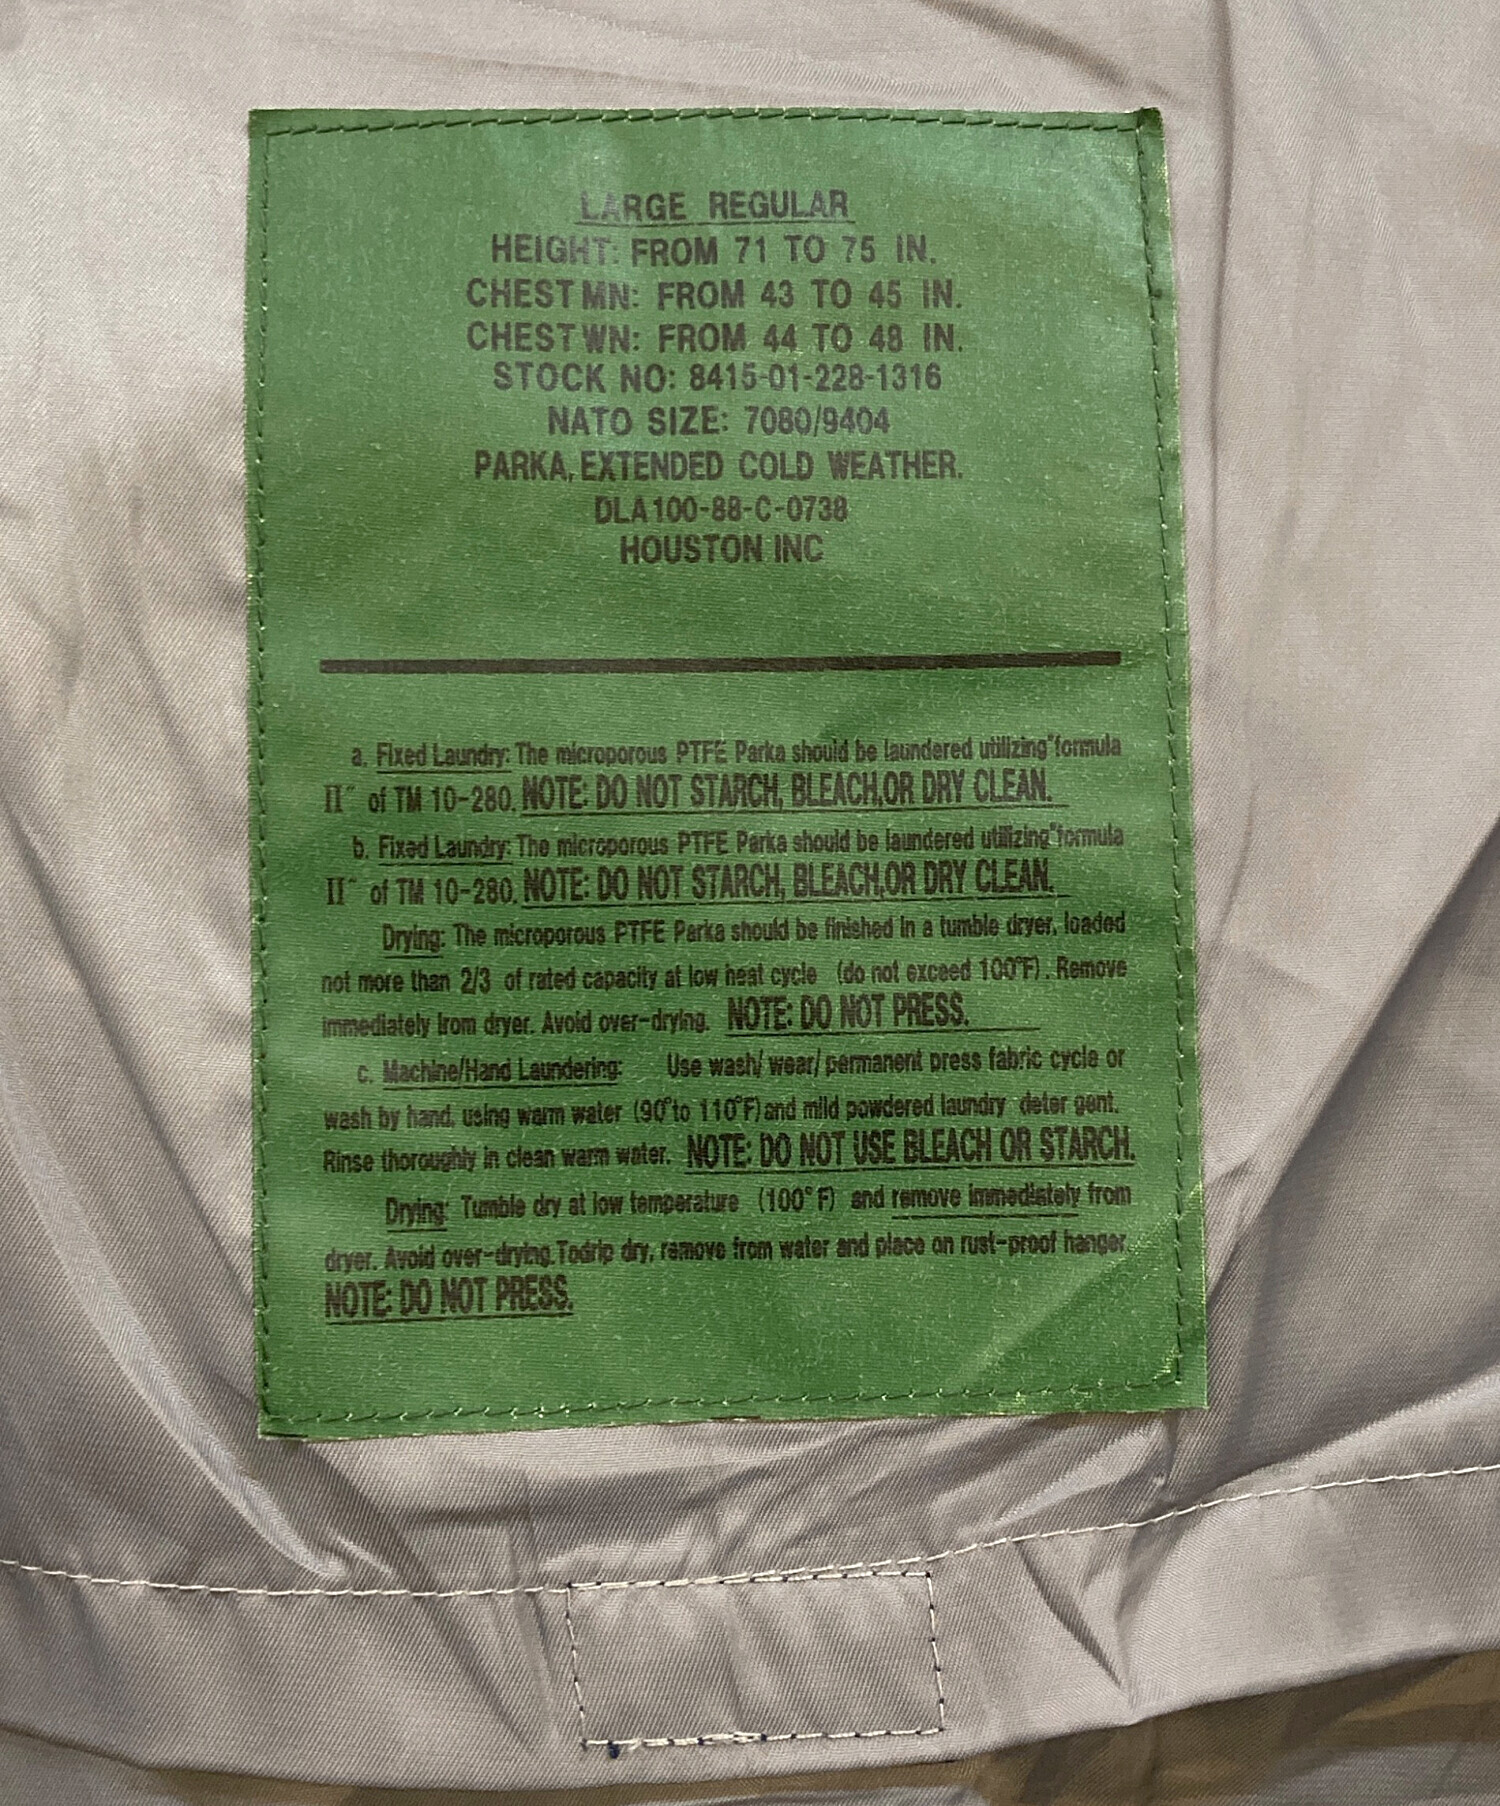 LARGE REGULAR
HEIGHT: FROM 71 TO 75 IN.
CHEST MN: FROM 43 TO 45 IN.
CHEST WN: FROM 44 TO 48 IN.
STOCK NO: 8415-01-228-1316
NATO SIZE: 7080/9404
PARKA, EXTENDED COLD WEATHER.
DLA100-88-C-0738
HOUSTON INC
a. Fixed Laundry: The microporous PTFE Parka should be laundered utilizing "formula
II" of TM 10-280. NOTE: DO NOT STARCH, BLEACH, OR DRY CLEAN.
b. Fixed Laundry: The microporous PTFE Parka should be laundered utilizing "formula
II" of TM 10-280. NOTE: DO NOT STARCH, BLEACH, OR DRY CLEAN.
Drying: The microporous PTFE Parka should be finished in a tumble dryer, loaded
not more than 2/3 of rated capacity at low heat cycle (do not exceed 100°F). Remove
immediately from dryer. Avoid over-drying. NOTE: DO NOT PRESS.
c. Machine/Hand Laundering: Use wash/ wear/ permanent press fabric cycle or
wash by hand, using warm water (90° to 110°F) and mild powdered laundry deter gent.
Rinse thoroughly in clean warm water. NOTE: DO NOT USE BLEACH OR STARCH.
Drying: Tumble dry at low temperature (100°F) and remove immediately from
dryer. Avoid over-drying. Todrip dry, remove from water and place on rust-proof hanger
NOTE: DO NOT PRESS.